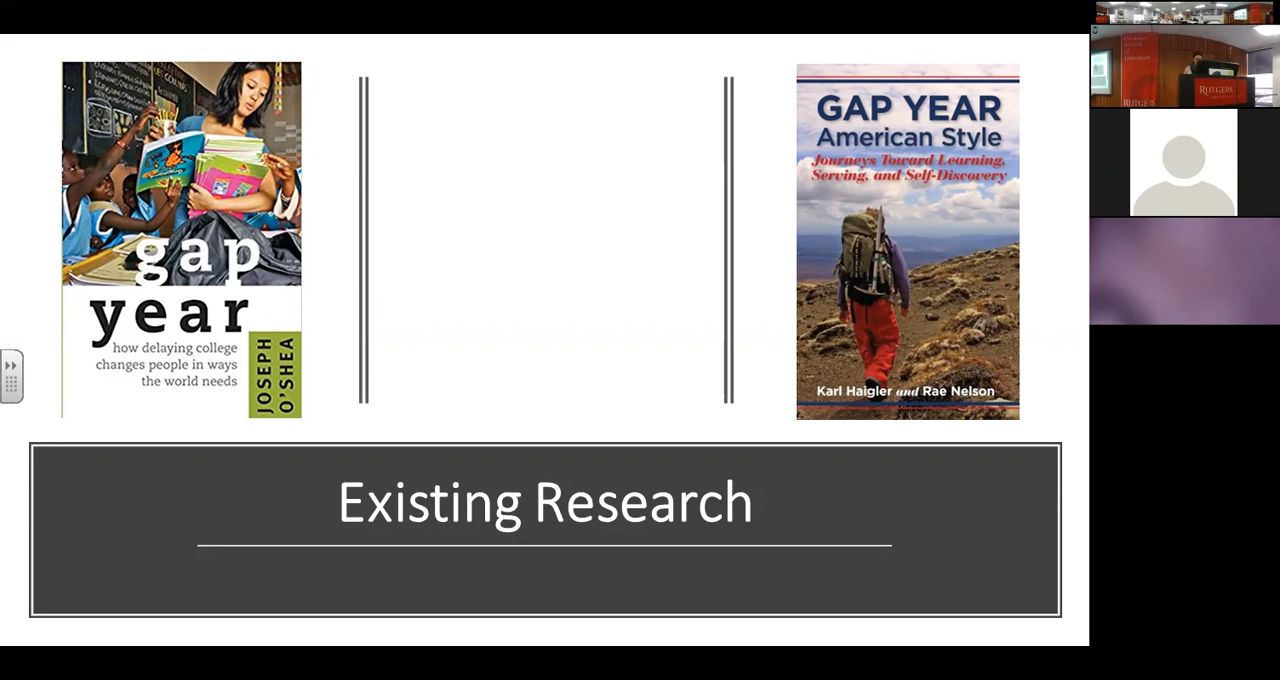 gap
year
how delaying college
changes people in ways
the world needs
JOSEPH
O'SHEA
GAP YEAR
American Style
Journeys Toward Learning,
Serving, and Self-Discovery
Karl Haigler and Rae Nelson
Existing Research
RUTGERS